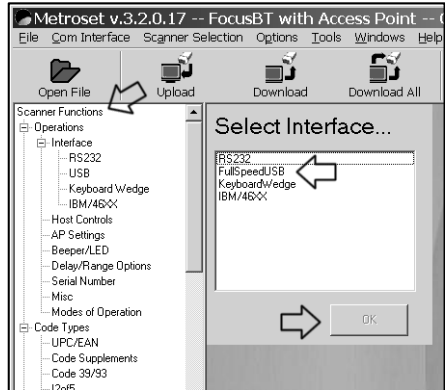 Metroset v.3.2.0.17 -- FocusBT with Access Point --
File Com Interface Scanner Selection Options Tools Windows Help
Open File Upload Download Download All
Scanner Functions
Operations
Interface
RS232
USB
Keyboard Wedge
IBM/46XX
Host Controls
AP Settings
Beeper/LED
Delay/Range Options
Serial Number
Misc
Modes of Operation
Code Types
UPC/EAN
Code Supplements
Code 39/93
I2of5
Select Interface...
RS232
FullSpeedUSB
KeyboardWedge
IBM/46XX
OK